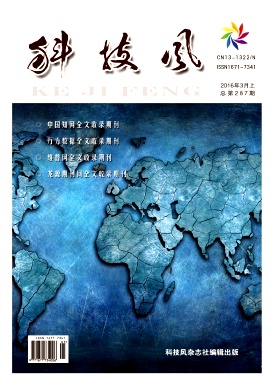 科技风
CN13-1322/N
ISSN1671-7341
KE JI FENG
2016年3月上
总第287期
中国知网全文收录期刊
万方数据全文收录期刊
维普网全文收录期刊
龙源期刊网全文收录期刊
ISSN 1671-7341
科技风杂志社编辑出版